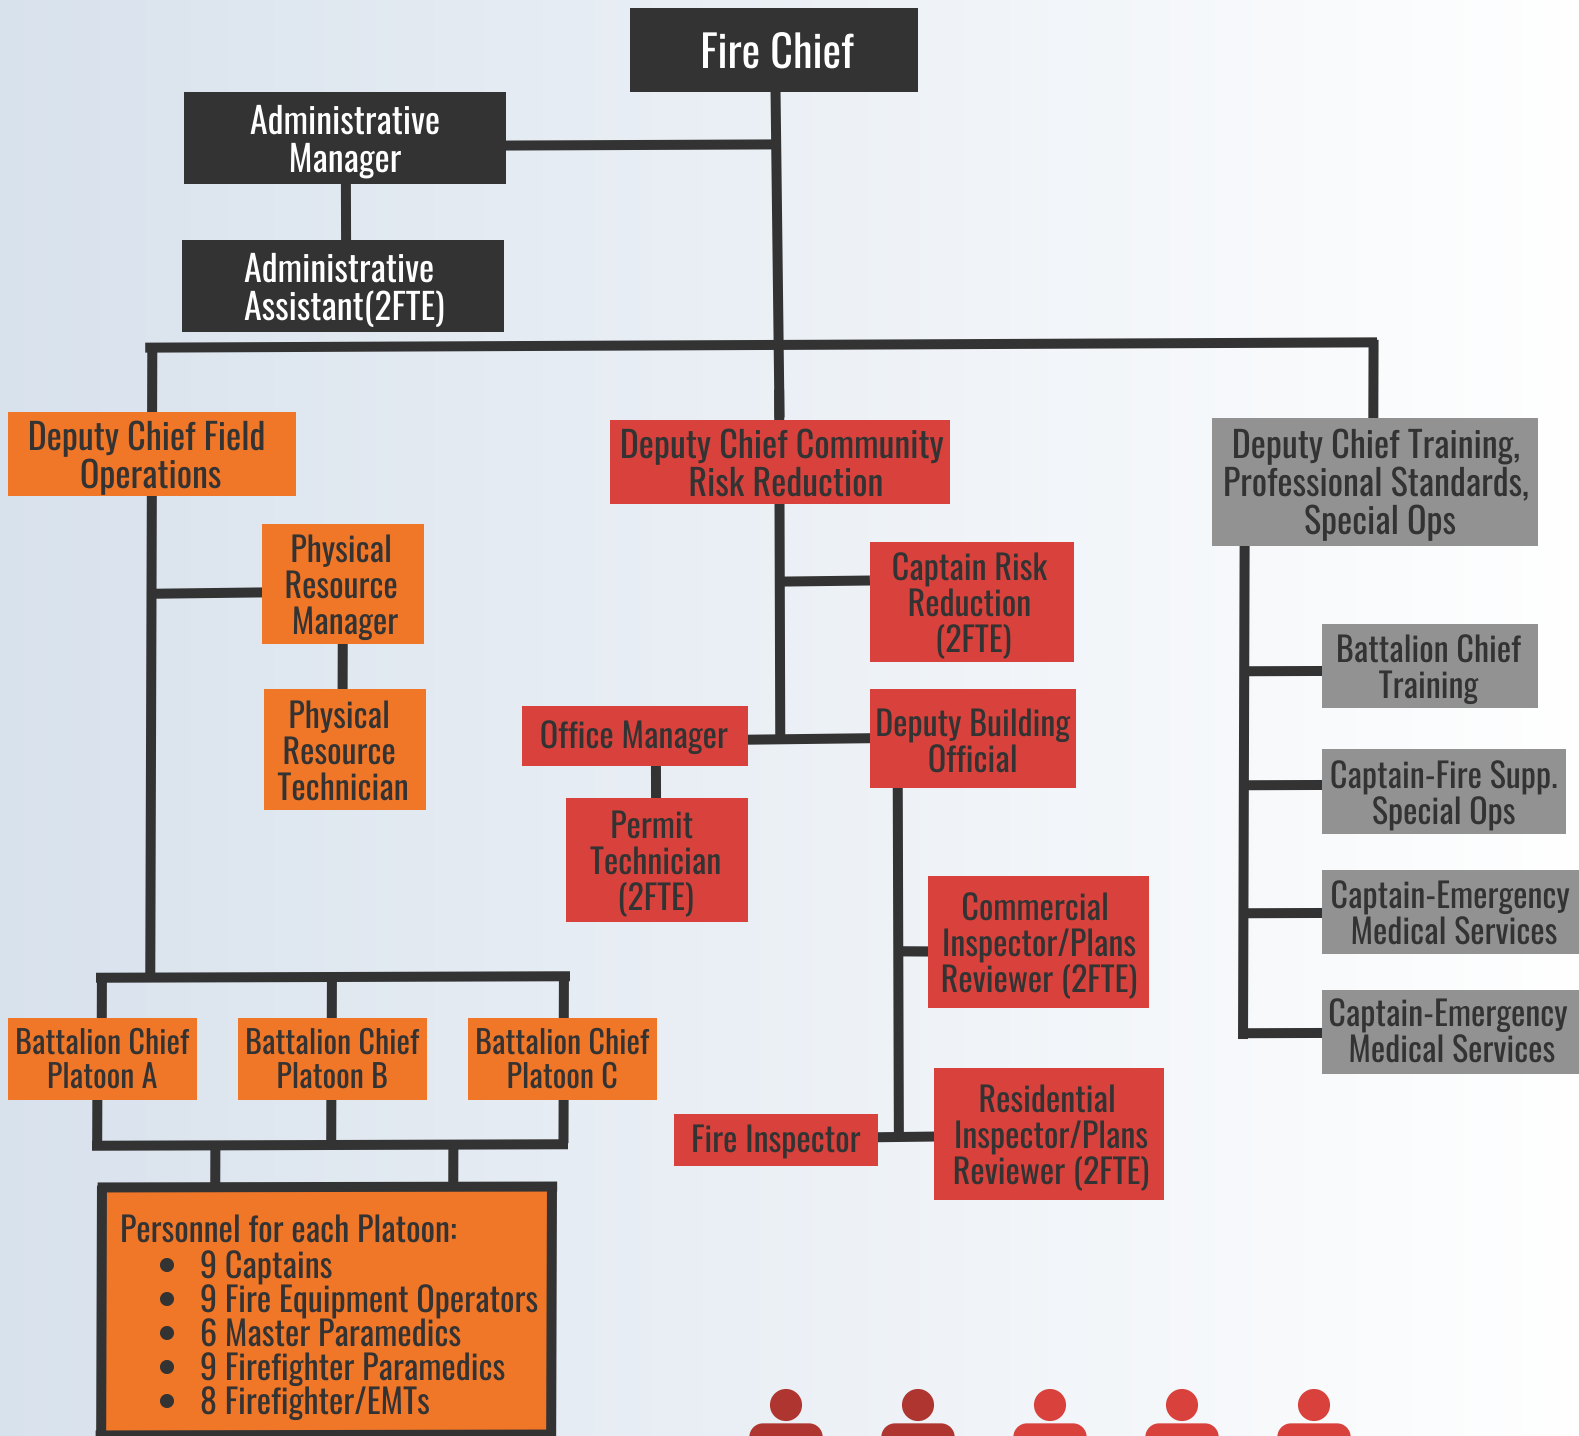 Fire Chief
Administrative
Manager
Administrative
Assistant(2FTE)
Deputy Chief Field
Operations
Physical
Resource
Manager
Physical
Resource
Technician
Battalion Chief
Platoon A
Battalion Chief
Platoon B
Battalion Chief
Platoon C
Personnel for each Platoon:
• 9 Captains
• 9 Fire Equipment Operators
• 6 Master Paramedics
• 9 Firefighter Paramedics
• 8 Firefighter/EMTs
Deputy Chief Community
Risk Reduction
Captain Risk
Reduction
(2FTE)
Office Manager
Permit
Technician
(2FTE)
Deputy Building
Official
Commercial
Inspector/Plans
Reviewer (2FTE)
Fire Inspector
Residential
Inspector/Plans
Reviewer (2FTE)
Deputy Chief Training,
Professional Standards,
Special Ops
Battalion Chief
Training
Captain-Fire Supp.
Special Ops
Captain-Emergency
Medical Services
Captain-Emergency
Medical Services